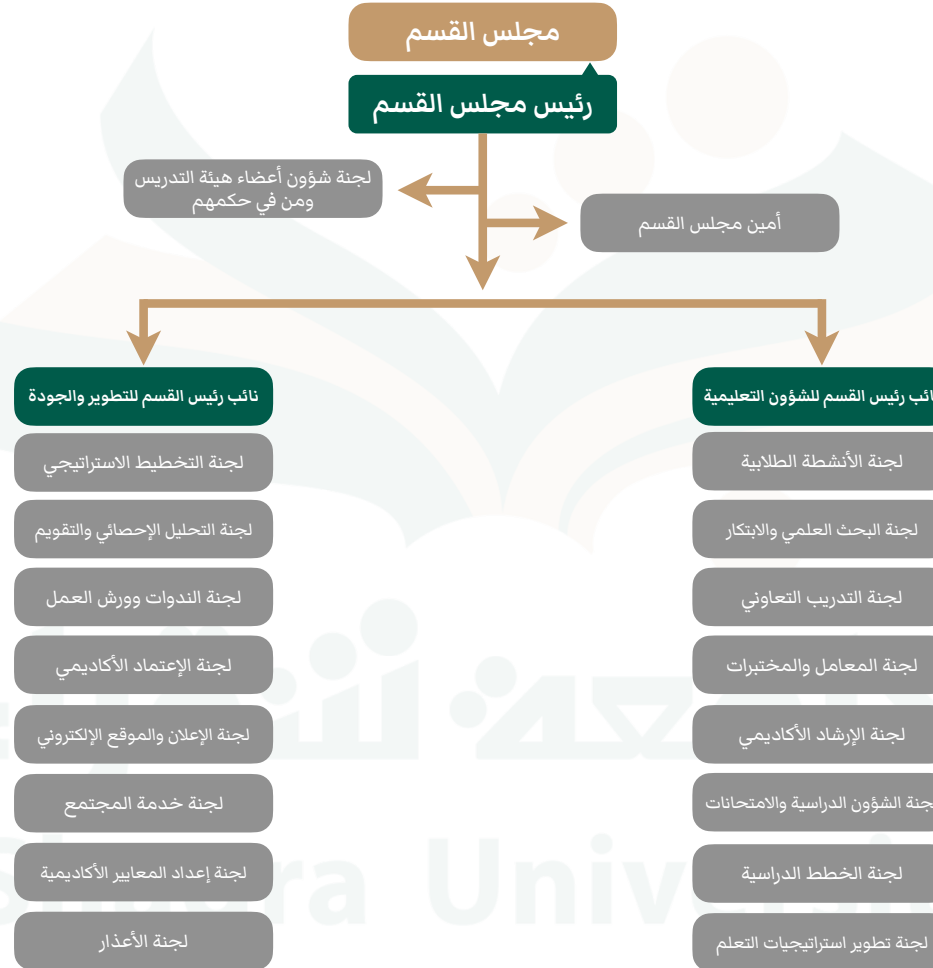 مجلس القسم
رئيس مجلس القسم
لجنة شؤون أعضاء هيئة التدريس
ومن في حكمهم
أمين مجلس القسم
رئيس القسم للشؤون التعليمية
لجنة الأنشطة الطلابية
لجنة البحث العلمي والابتكار
لجنة التدريب التعاوني
لجنة المعامل والمختبرات
لجنة الإرشاد الأكاديمي
لجنة الشؤون الدراسية والامتحانات
لجنة الخطط الدراسية
لجنة تطوير استراتيجيات التعلم
نائب رئيس القسم للتطوير والجودة
لجنة التخطيط الاستراتيجي
لجنة التحليل الإحصائي والتقويم
لجنة الندوات وورش العمل
لجنة الإعتماد الأكاديمي
لجنة الإعلان والموقع الإلكتروني
لجنة خدمة المجتمع
لجنة إعداد المعايير الأكاديمية
لجنة الأعذار